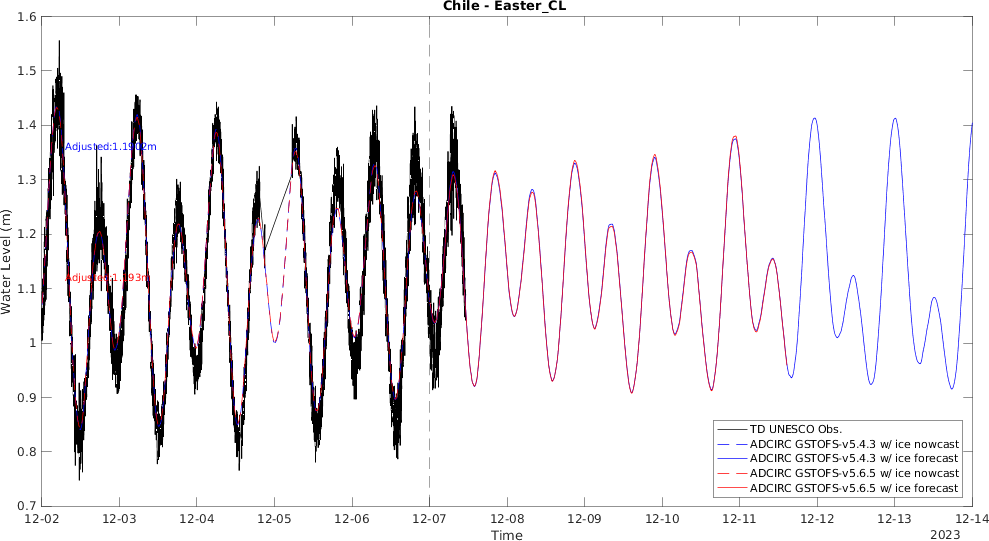 Chile - Easter_CL
1.6
1.5
1.4
1.3
1.2
1.1
1
0.9
0.8
0.7
Water Level (m)
Adjusted:1.1902m
Adjusted:1.193m
TD UNESCO Obs.
ADCIRC GSTOFS-v5.4.3 w/ ice nowcast
ADCIRC GSTOFS-v5.4.3 w/ ice forecast
ADCIRC GSTOFS-v5.6.5 w/ ice nowcast
ADCIRC GSTOFS-v5.6.5 w/ ice forecast
12-02 12-03 12-04 12-05 12-06 12-07 12-08 12-09 12-10 12-11 12-12 12-13 12-14
Time
2023